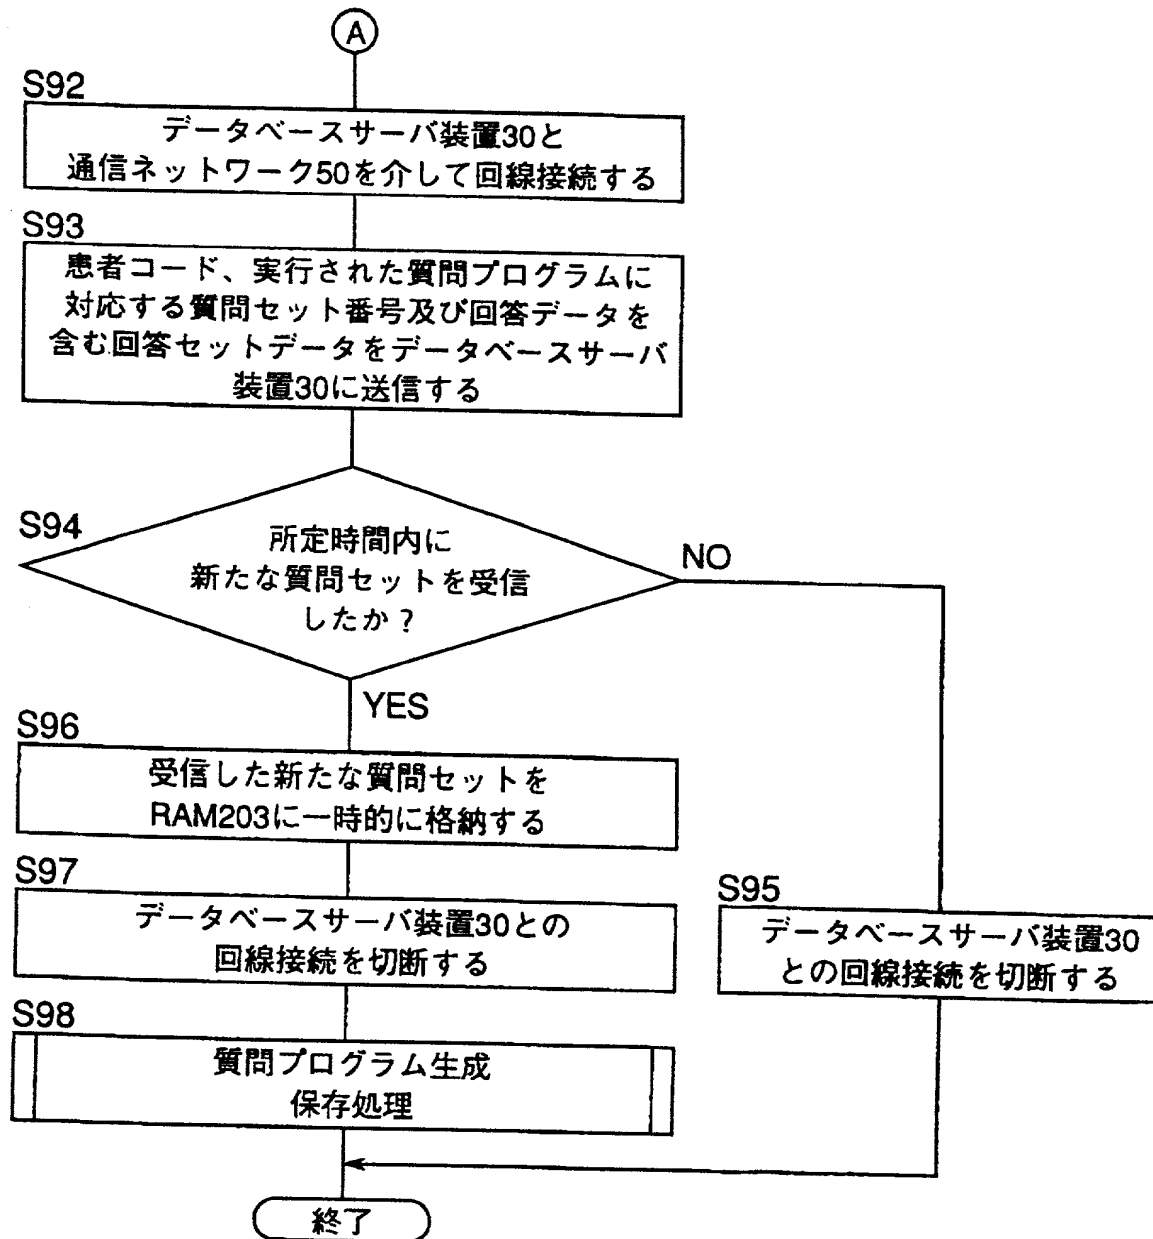 A
S92
データベースサーバ装置30と
通信ネットワーク50を介して回線接続する
S93
患者コード、実行された質問プログラムに
対応する質問セット番号及び回答データを
含む回答セットデータをデータベースサーバ
装置30に送信する
S94
所定時間内に
新たな質問セットを受信
したか？
NO
YES
S96
受信した新たな質問セットを
RAM203に一時的に格納する
S97
データベースサーバ装置30との
回線接続を切断する
S95
データベースサーバ装置30
との回線接続を切断する
S98
質問プログラム生成
保存処理
終了